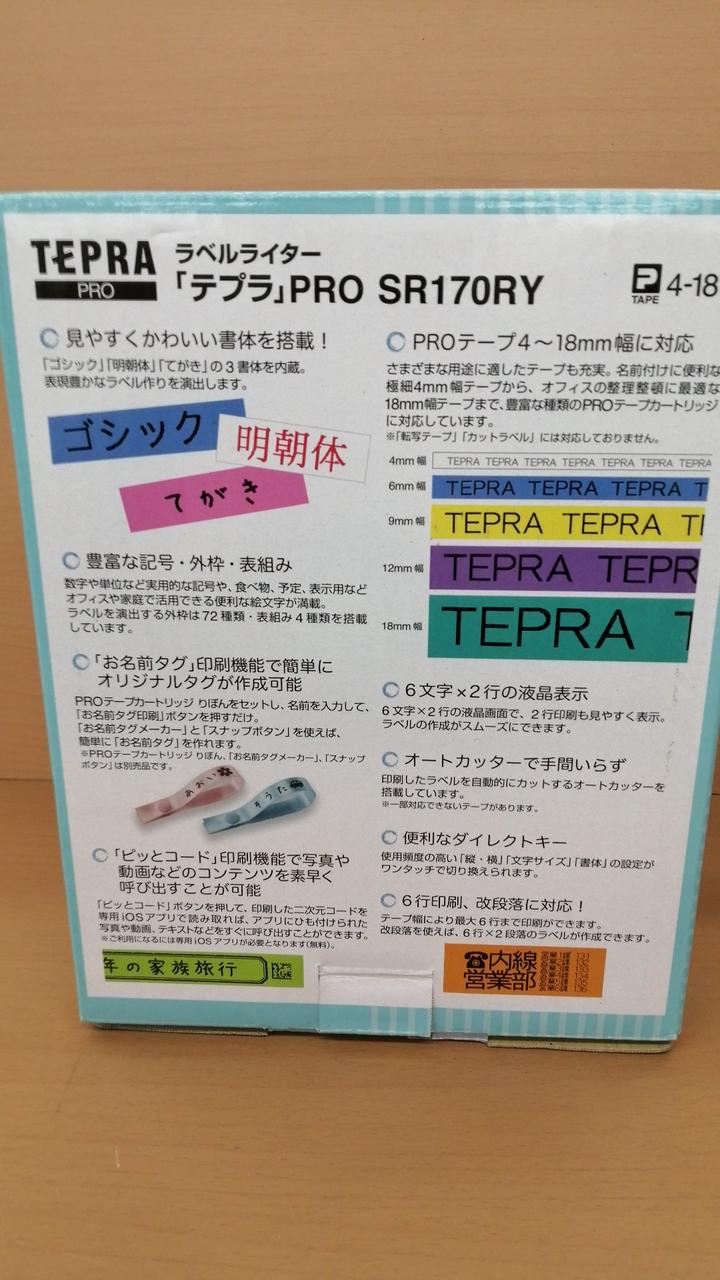 TEPRA
PRO
ラベルライター
「テプラ」PRO SR170RY
TAPE
4-18
見やすくかわいい書体を搭載!
「ゴシック」「明朝体」「てがき」の3書体を内蔵。
表現豊かなラベル作りを演出します。
ゴシック
明朝体
てがき
豊富な記号・外枠・表組み
数字や単位など実用的な記号や、食べ物、予定、表示用など
オフィスや家庭で活用できる便利な絵文字が満載。
ラベルを演出する外枠は72種類・表組み4種類を搭載
しています。
「お名前タグ」印刷機能で簡単に
オリジナルタグが作成可能
PROテープカートリッジ りぼんをセットし、名前を入力して、
「お名前タグ印刷」ボタンを押すだけ。
「お名前タグメーカー」と「スナップボタン」を使えば、
簡単に「お名前タグ」を作れます。
※PROテープカートリッジ りぼん、「お名前タグメーカー」、「スナップ
ボタン」は別売品です。
あおい
そうた
「ピッとコード」印刷機能で写真や
動画などのコンテンツを素早く
呼び出すことが可能
「ピッとコード」ボタンを押して、印刷した二次元コードを
専用iOSアプリで読み取れば、アプリにひも付けられた
写真や動画、テキストなどをすぐに呼び出すことができます。
※ご利用になるには専用iOSアプリが必要となります(無料)。
年の家族旅行
PROテープ4〜18mm幅に対応
さまざまな用途に適したテープも充実。名前付けに便利な
極細4mm幅テープから、オフィスの整理整頓に最適な
18mm幅テープまで、豊富な種類のPROテープカートリッジ
に対応しています。
※「転写テープ」「カットラベル」には対応しておりません。
4mm幅 TEPRA TEPRA TEPRA TEPRA TEPRA TEPRA TEPRA
6mm幅 TEPRA TEPRA TEPRA T
9mm幅 TEPRA TEPRA T
12mm幅 TEPRA TEPR
18mm幅 TEPRA T
6文字×2行の液晶表示
6文字×2行の液晶画面で、2行印刷も見やすく表示。
ラベルの作成がスムーズにできます。
オートカッターで手間いらず
印刷したラベルを自動的にカットするオートカッターを
搭載しています。
※一部対応できないテープがあります。
便利なダイレクトキー
使用頻度の高い「縦・横」「文字サイズ」「書体」の設定が
ワンタッチで切り換えられます。
6行印刷、改段落に対応!
テープ幅により最大6行まで印刷ができます。
改段落を使えば、6行×2段落のラベルが作成できます。
☎内線
営業部